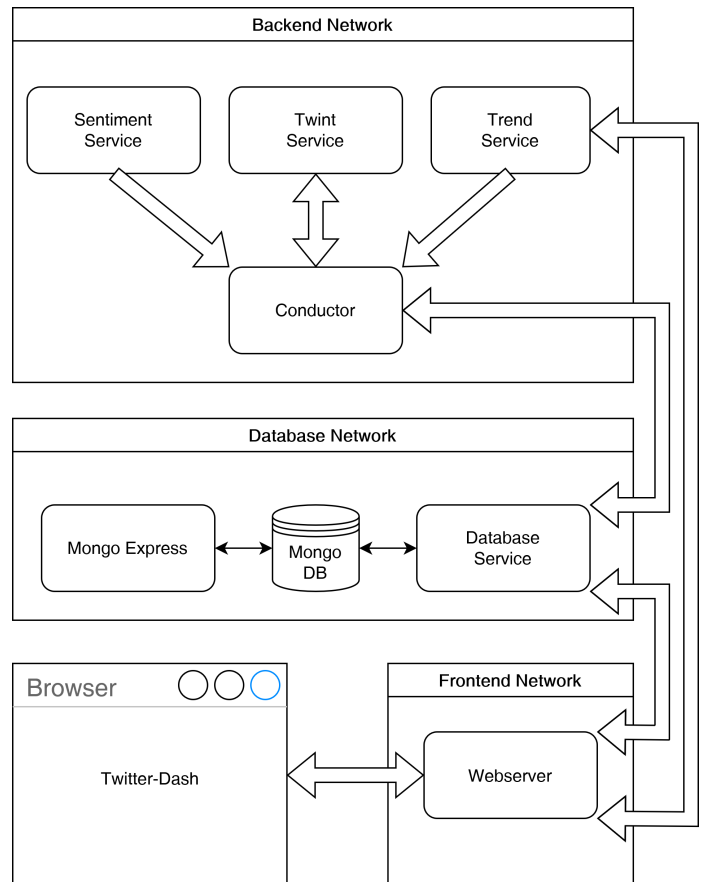 Backend Network
Sentiment
Service
Twint
Service
Trend
Service
Conductor
Database Network
Mongo Express
Mongo
DB
Database
Service
Browser
Twitter-Dash
Frontend Network
Webserver